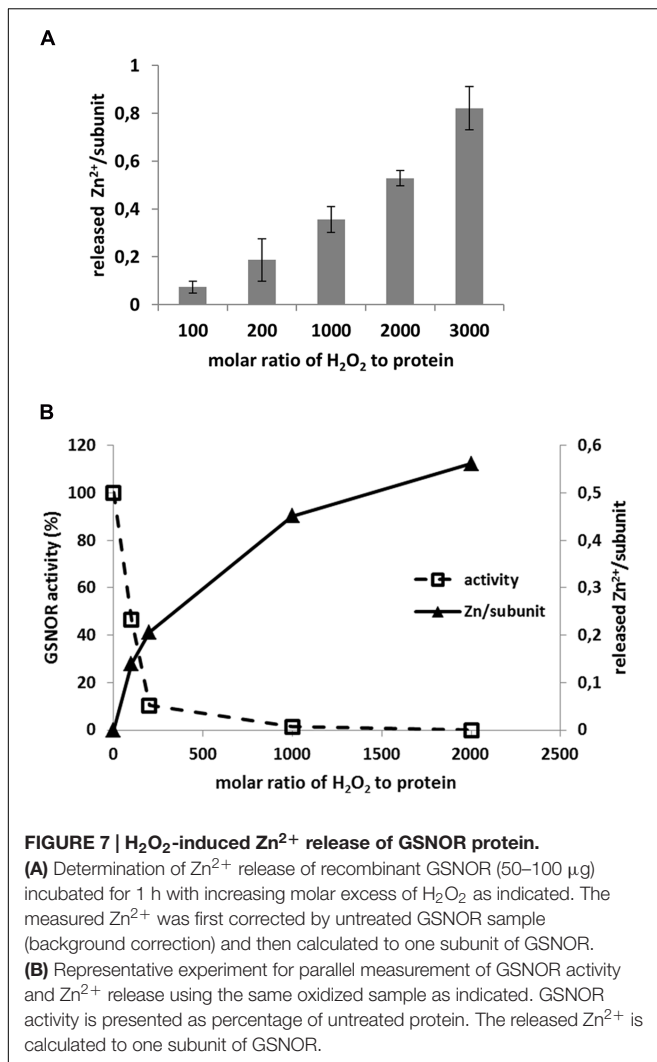 A
released Zn²⁺/subunit
1
0,8
0,6
0,4
0,2
0
100 200 1000 2000 3000
molar ratio of H₂O₂ to protein
B
GSNOR activity (%)
120
100
80
60
40
20
0
activity
Zn/subunit
0,6
0,5
0,4
0,3
0,2
0,1
0
released Zn²⁺/subunit
0 500 1000 1500 2000 2500
molar ratio of H₂O₂ to protein
FIGURE 7 | H₂O₂-induced Zn²⁺ release of GSNOR protein.
(A) Determination of Zn²⁺ release of recombinant GSNOR (50–100 μg)
incubated for 1 h with increasing molar excess of H₂O₂ as indicated. The
measured Zn²⁺ was first corrected by untreated GSNOR sample
(background correction) and then calculated to one subunit of GSNOR.
(B) Representative experiment for parallel measurement of GSNOR activity
and Zn²⁺ release using the same oxidized sample as indicated. GSNOR
activity is presented as percentage of untreated protein. The released Zn²⁺ is
calculated to one subunit of GSNOR.